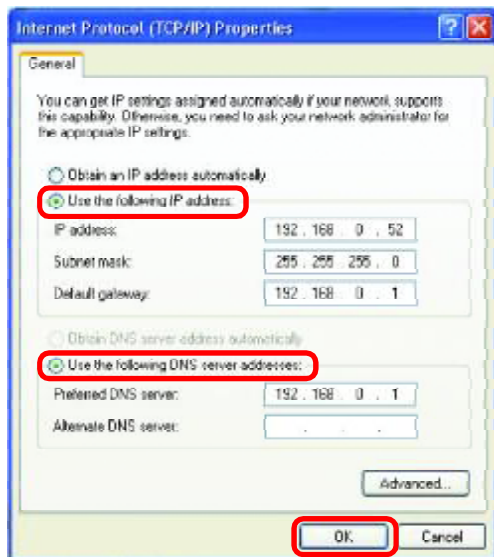 Internet Protocol (TCP/IP) Properties
General
You can get IP settings assigned automatically if your network supports
this capability. Otherwise, you need to ask your network administrator for
the appropriate IP settings.
Obtain an IP address automatically
Use the following IP address:
IP address: 192 . 168 . 0 . 52
Subnet mask: 255 . 255 . 255 . 0
Default gateway: 192 . 168 . 0 . 1
Obtain DNS server address automatically
Use the following DNS server addresses:
Preferred DNS server: 192 . 168 . 0 . 1
Alternate DNS server: . . .
Advanced...
OK Cancel